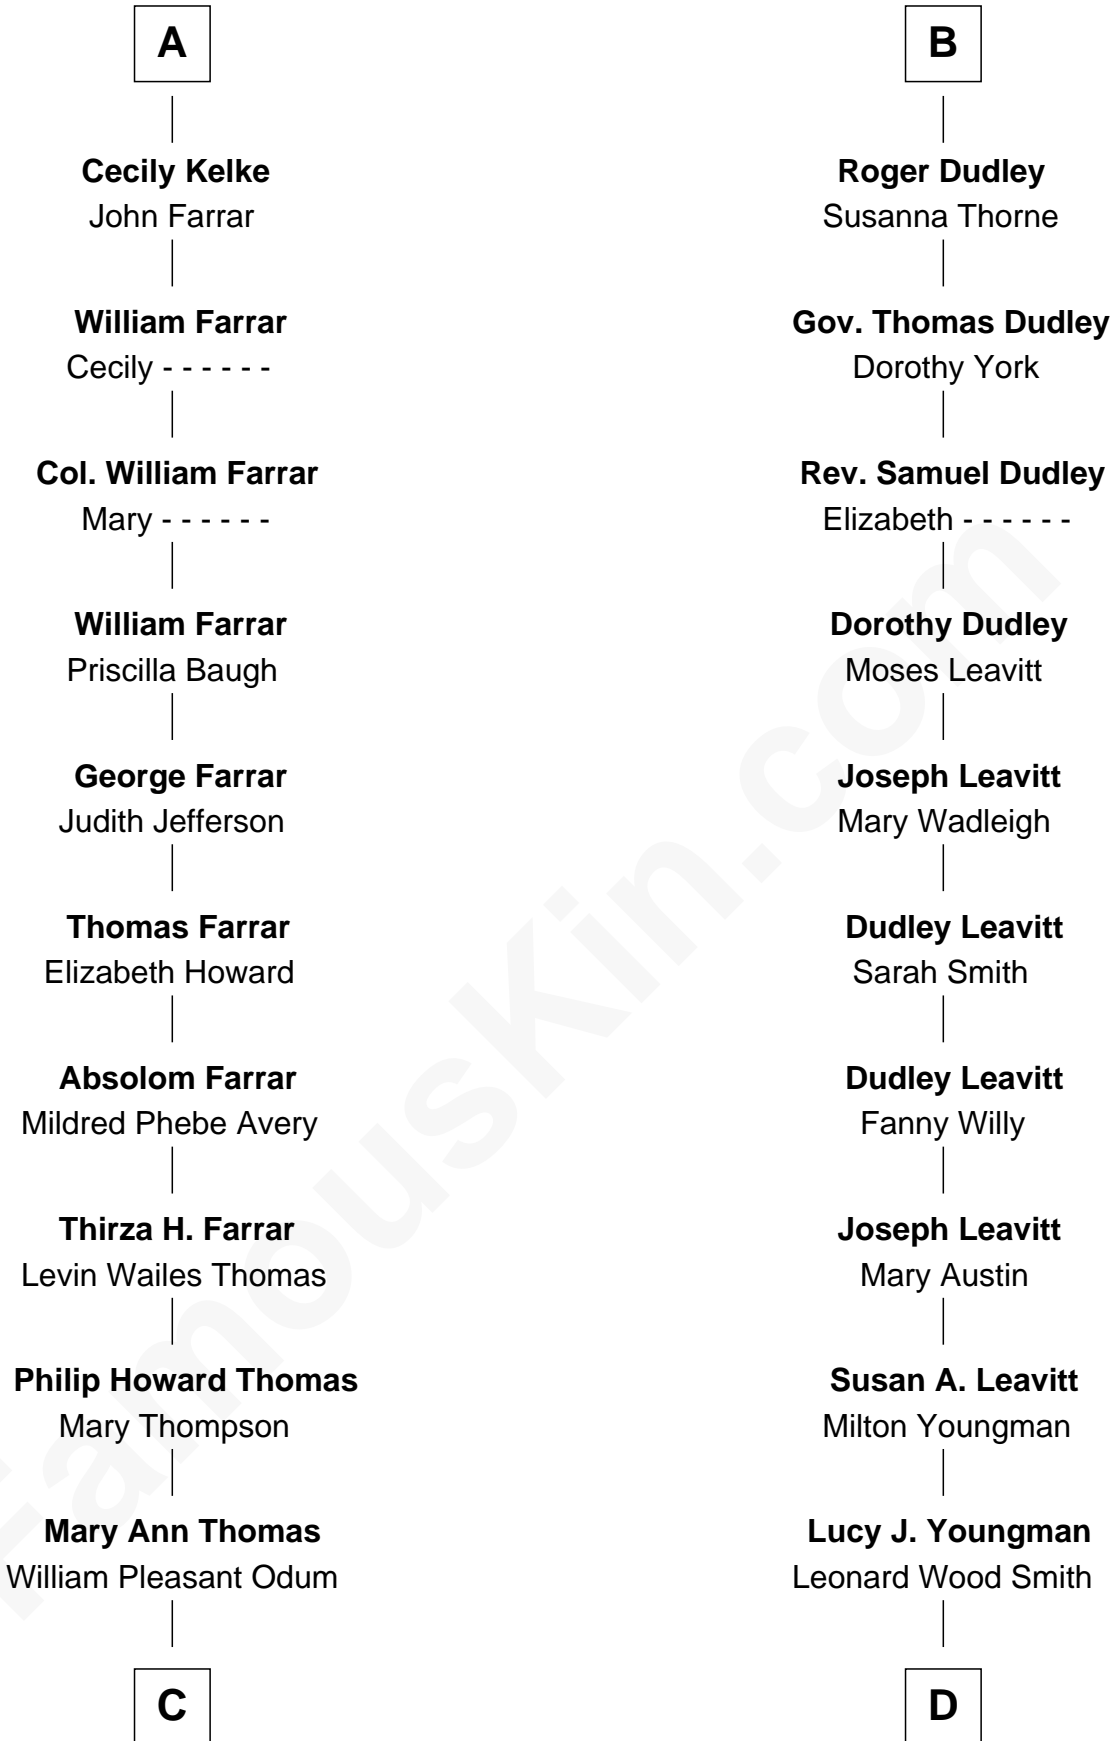 A
Cecily Kelke
John Farrar
William Farrar
Cecily - - - - - -
Col. William Farrar
Mary - - - - - -
William Farrar
Priscilla Baugh
George Farrar
Judith Jefferson
Thomas Farrar
Elizabeth Howard
Absolom Farrar
Mildred Phebe Avery
Thirza H. Farrar
Levin Wailes Thomas
Philip Howard Thomas
Mary Thompson
Mary Ann Thomas
William Pleasant Odum
C
B
Roger Dudley
Susanna Thorne
Gov. Thomas Dudley
Dorothy York
Rev. Samuel Dudley
Elizabeth - - - - - -
Dorothy Dudley
Moses Leavitt
Joseph Leavitt
Mary Wadleigh
Dudley Leavitt
Sarah Smith
Dudley Leavitt
Fanny Willy
Joseph Leavitt
Mary Austin
Susan A. Leavitt
Milton Youngman
Lucy J. Youngman
Leonard Wood Smith
D
FamousKin.com